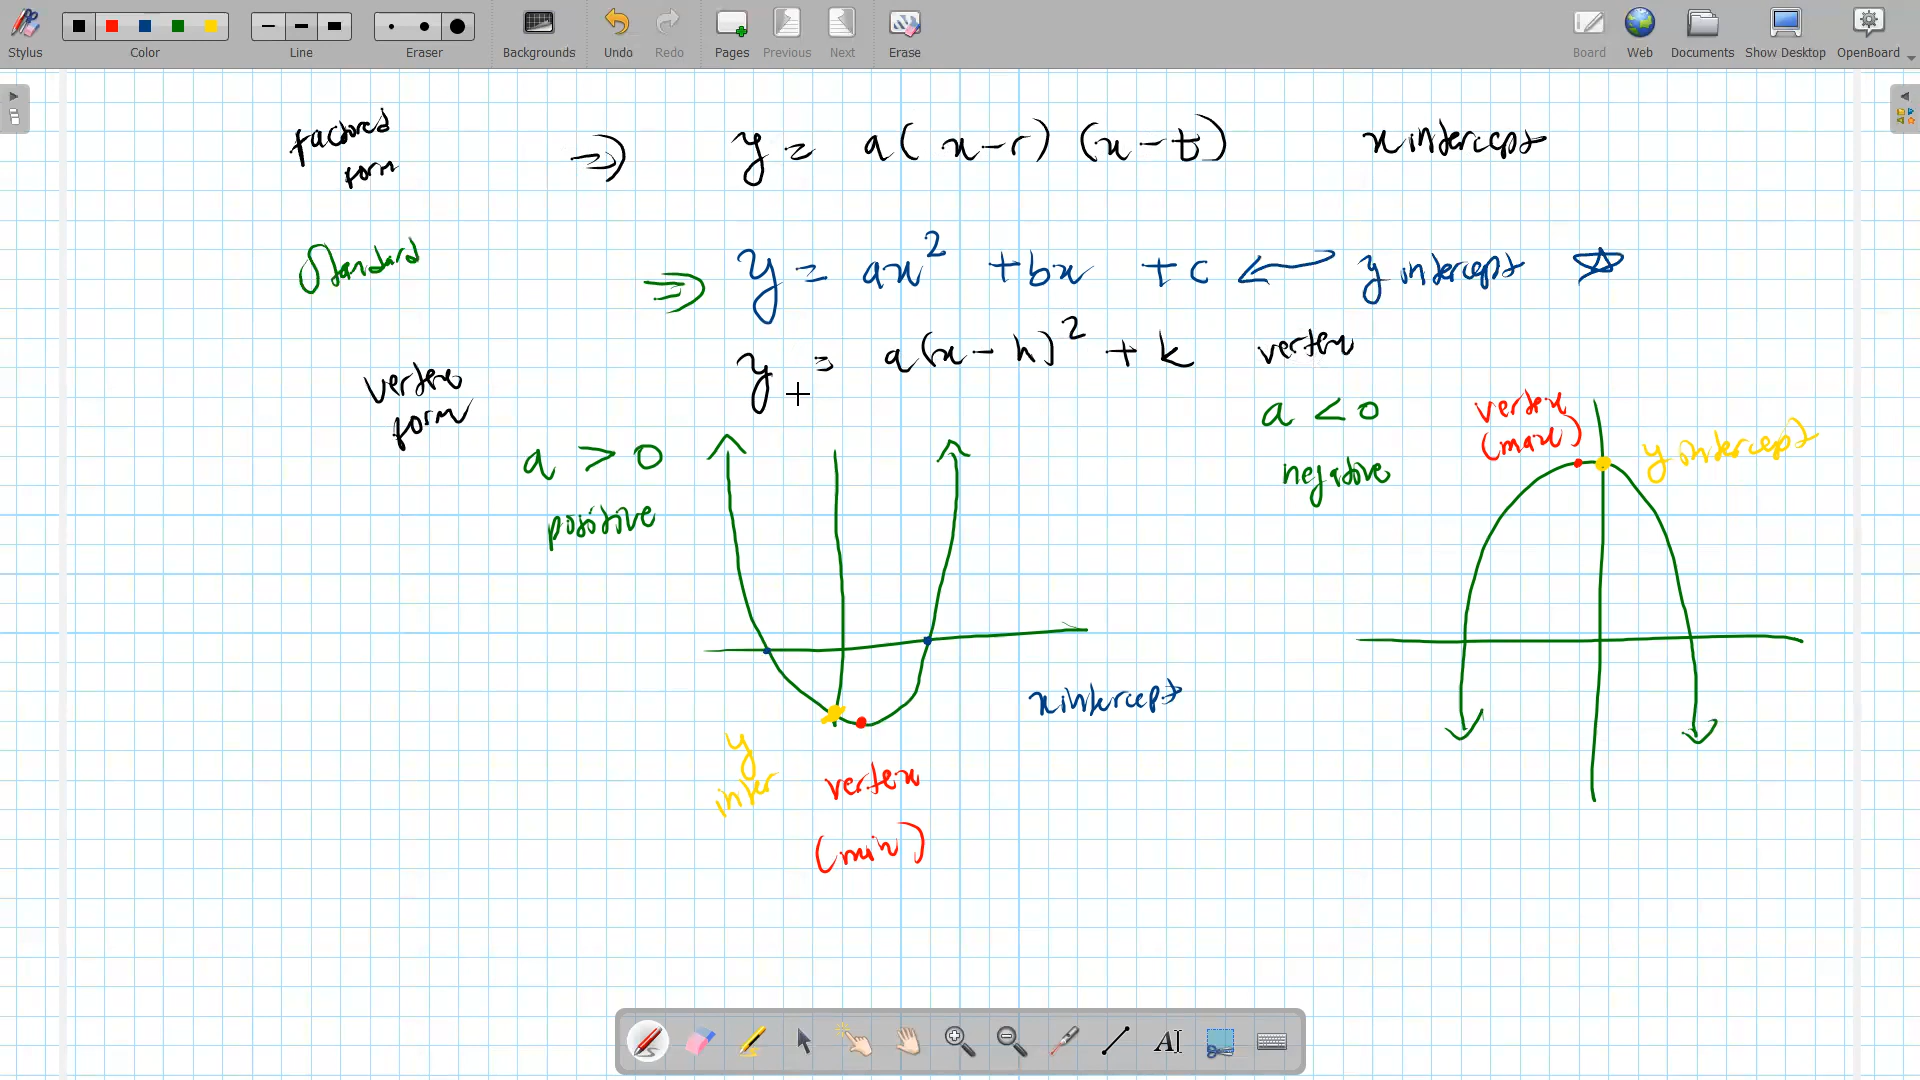 Stylus
Color
Line
Eraser
Backgrounds
Undo
Redo
Pages
Previous
Next
Erase
Board
Web
Documents
Show Desktop
OpenBoard
factored
form
⇒ y = a(x-r)(x-t) x intercept
Standard ⇒ y = ax² + bx + c ← y intercept ☆
vertex
form
y = a(x-h)² + k vertex
a > 0
positive
a < 0
negative
vertex
(max)
y intercept
x intercept
y
inter
vertex
(min)